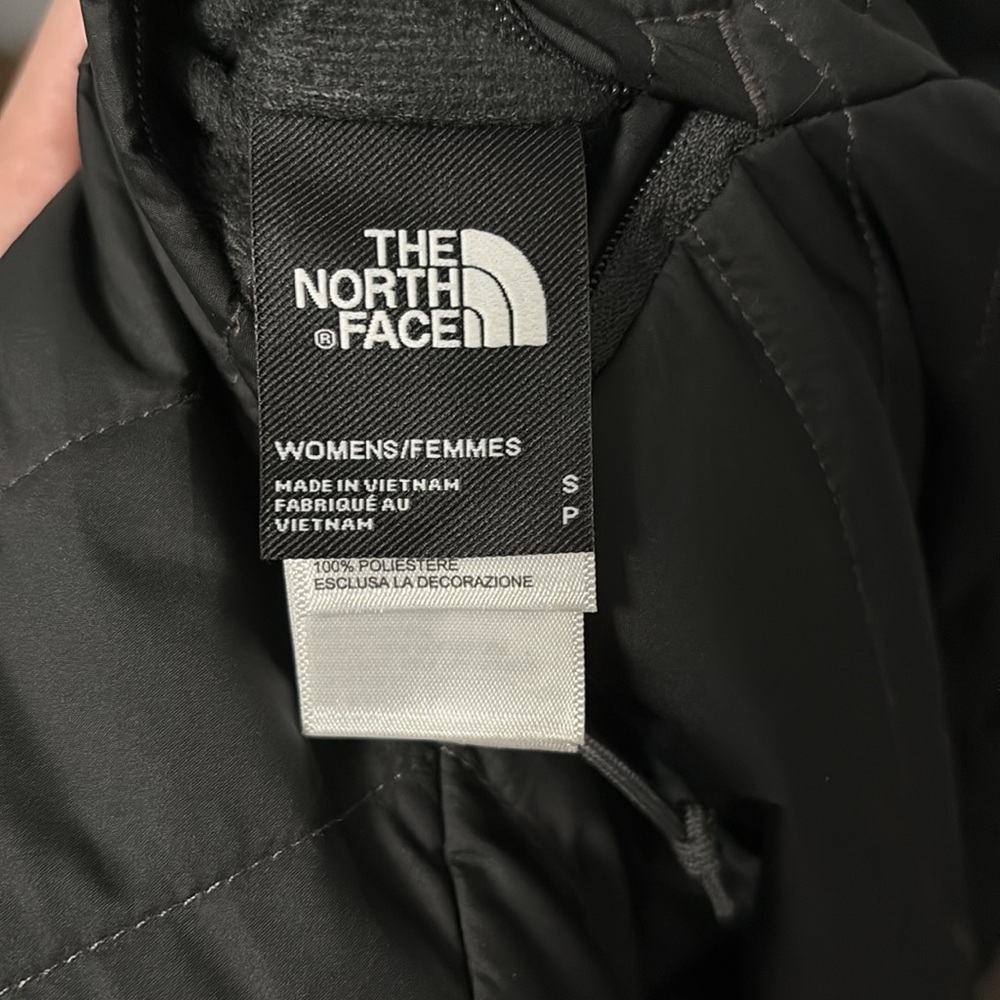 THE
NORTH
®FACE
WOMENS/FEMMES
MADE IN VIETNAM
FABRIQUÉ AU
VIETNAM
S
P
100% POLIESTERE
ESCLUSA LA DECORAZIONE